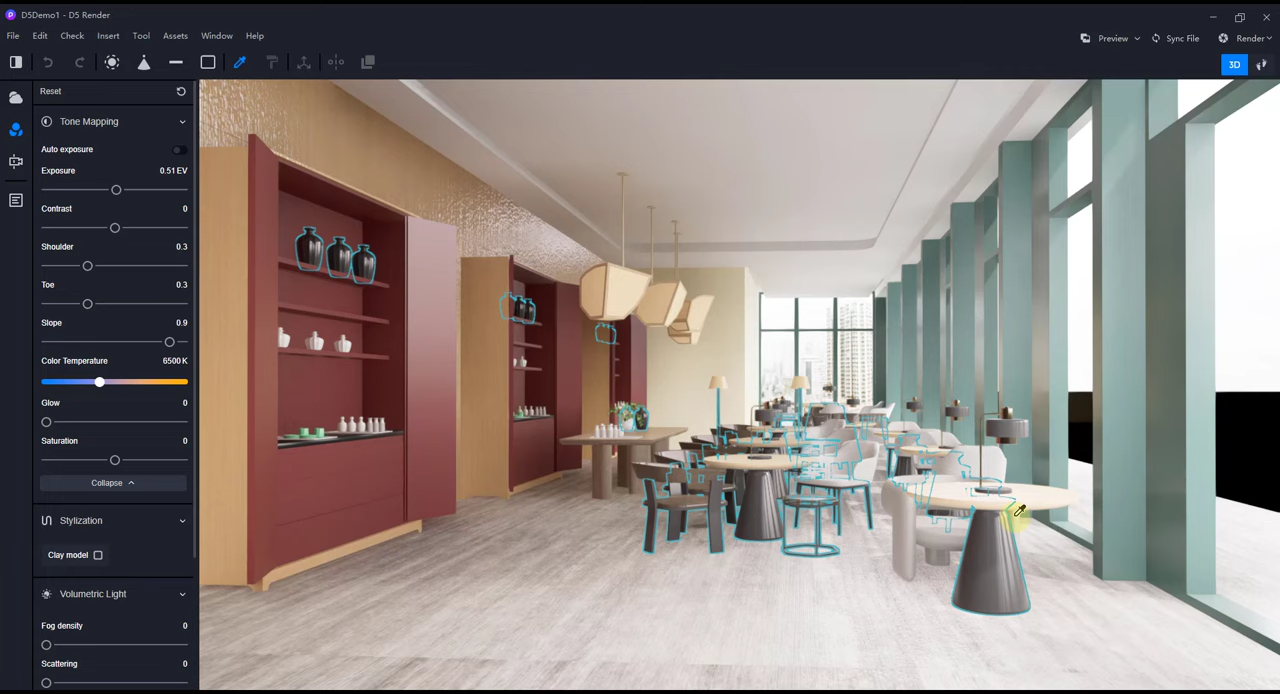 D5Demo1 - D5 Render
File Edit Check Insert Tool Assets Window Help
Preview Sync File Render
3D
Reset
Tone Mapping
Auto exposure
Exposure 0.51 EV
Contrast 0
Shoulder 0.3
Toe 0.3
Slope 0.9
Color Temperature 6500 K
Glow 0
Saturation 0
Collapse
Stylization
Clay model
Volumetric Light
Fog density 0
Scattering 0